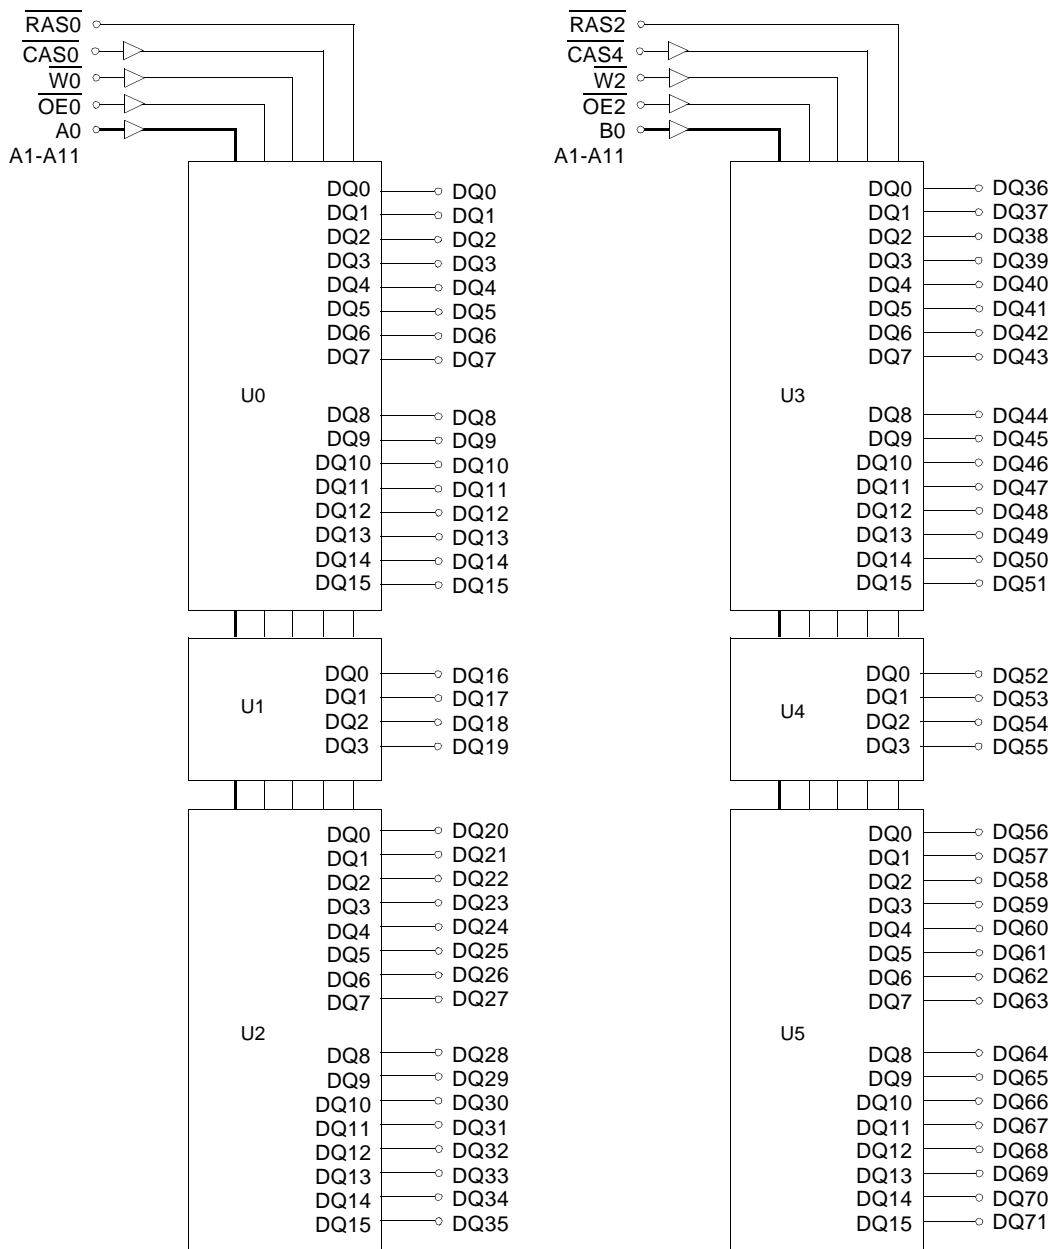 RAS0
CAS0
W0
OE0
A0
A1-A11
DQ0 DQ0
DQ1 DQ1
DQ2 DQ2
DQ3 DQ3
DQ4 DQ4
DQ5 DQ5
DQ6 DQ6
DQ7 DQ7
U0
DQ8 DQ8
DQ9 DQ9
DQ10 DQ10
DQ11 DQ11
DQ12 DQ12
DQ13 DQ13
DQ14 DQ14
DQ15 DQ15
DQ0 DQ16
DQ1 DQ17
U1
DQ2 DQ18
DQ3 DQ19
DQ0 DQ20
DQ1 DQ21
DQ2 DQ22
DQ3 DQ23
DQ4 DQ24
DQ5 DQ25
DQ6 DQ26
DQ7 DQ27
U2
DQ8 DQ28
DQ9 DQ29
DQ10 DQ30
DQ11 DQ31
DQ12 DQ32
DQ13 DQ33
DQ14 DQ34
DQ15 DQ35
RAS2
CAS4
W2
OE2
B0
A1-A11
DQ0 DQ36
DQ1 DQ37
DQ2 DQ38
DQ3 DQ39
DQ4 DQ40
DQ5 DQ41
DQ6 DQ42
DQ7 DQ43
U3
DQ8 DQ44
DQ9 DQ45
DQ10 DQ46
DQ11 DQ47
DQ12 DQ48
DQ13 DQ49
DQ14 DQ50
DQ15 DQ51
DQ0 DQ52
DQ1 DQ53
U4
DQ2 DQ54
DQ3 DQ55
DQ0 DQ56
DQ1 DQ57
DQ2 DQ58
DQ3 DQ59
DQ4 DQ60
DQ5 DQ61
DQ6 DQ62
DQ7 DQ63
U5
DQ8 DQ64
DQ9 DQ65
DQ10 DQ66
DQ11 DQ67
DQ12 DQ68
DQ13 DQ69
DQ14 DQ70
DQ15 DQ71